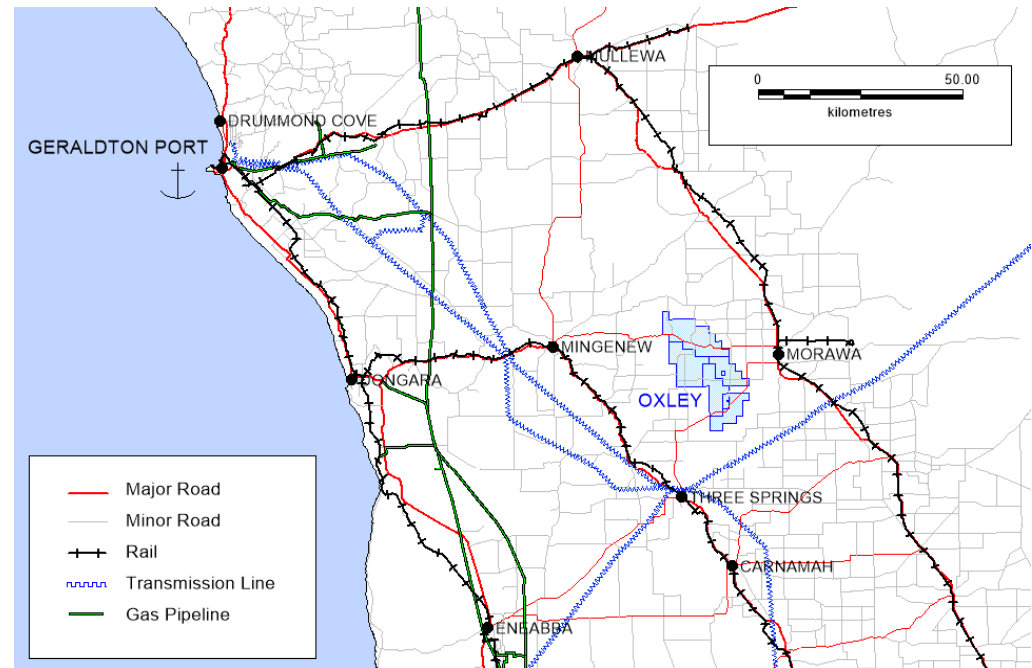 MULLEWA
0 50.00
kilometres
DRUMMOND COVE
GERALDTON PORT
MINGENEW
MORAWA
DONGARA
OXLEY
THREE SPRINGS
CARNAMAH
ENEABBA
Major Road
Minor Road
Rail
Transmission Line
Gas Pipeline